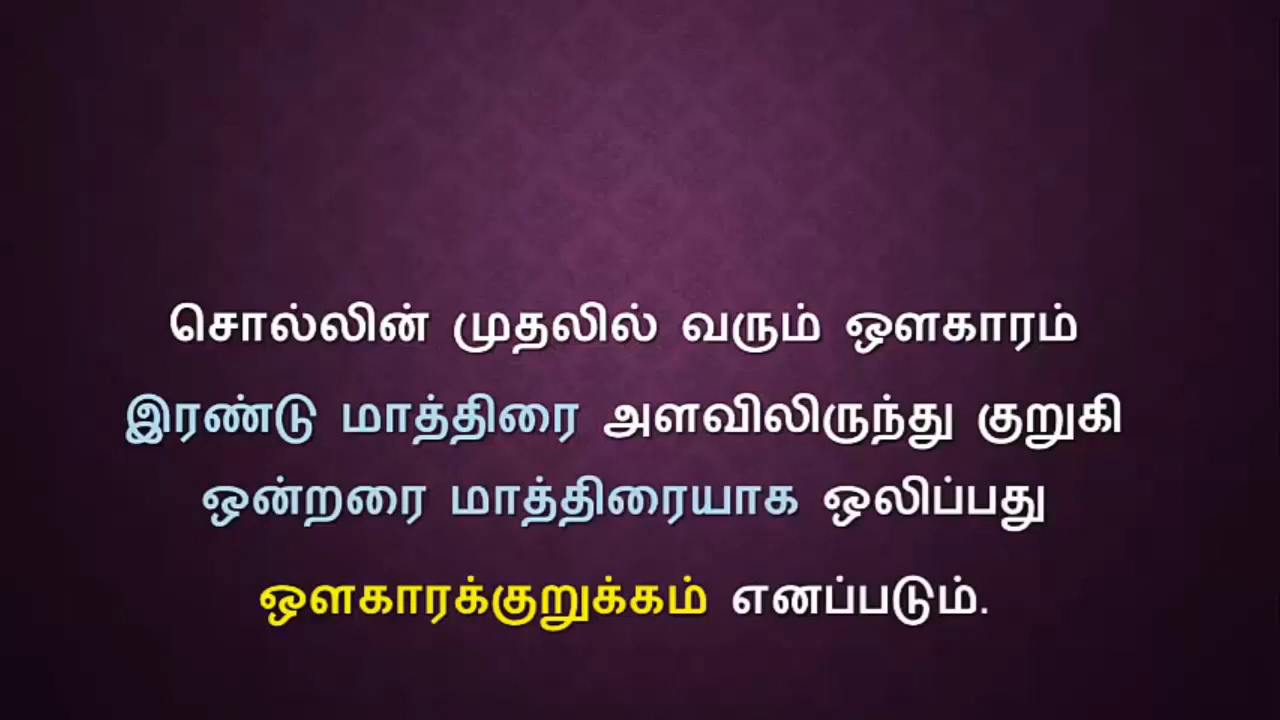 சொல்லின் முதலில் வரும் ஔகாரம்
இரண்டு மாத்திரை அளவிலிருந்து குறுகி
ஒன்றரை மாத்திரையாக ஒலிப்பது
ஔகாரக்குறுக்கம் எனப்படும்.